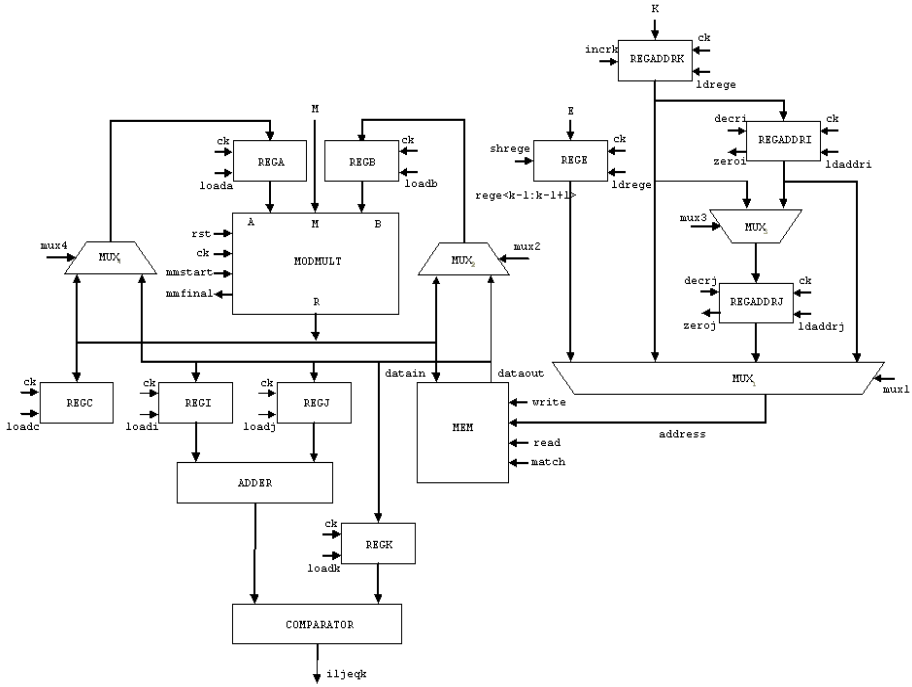 K
incrk
REGADDRK
ck
ldrege
M
E
decri
REGADDRI
ck
zeroi
ldaddri
ck
REGA
loada
REGB
ck
loadb
shrege
REGE
ck
ldrege
rege<k-l:k-l+1>
A
M
B
rst
ck
mmstart
mmfinal
MODMULT
R
mux4
MUX4
MUX2
mux2
mux3
MUX3
decrj
REGADDRJ
ck
zeroj
ldaddrj
datain
dataout
MUX1
mux1
ck
REGC
loadc
ck
REGI
loadi
ck
REGJ
loadj
MEM
write
address
read
match
ADDER
ck
REGK
loadk
COMPARATOR
iljeqk